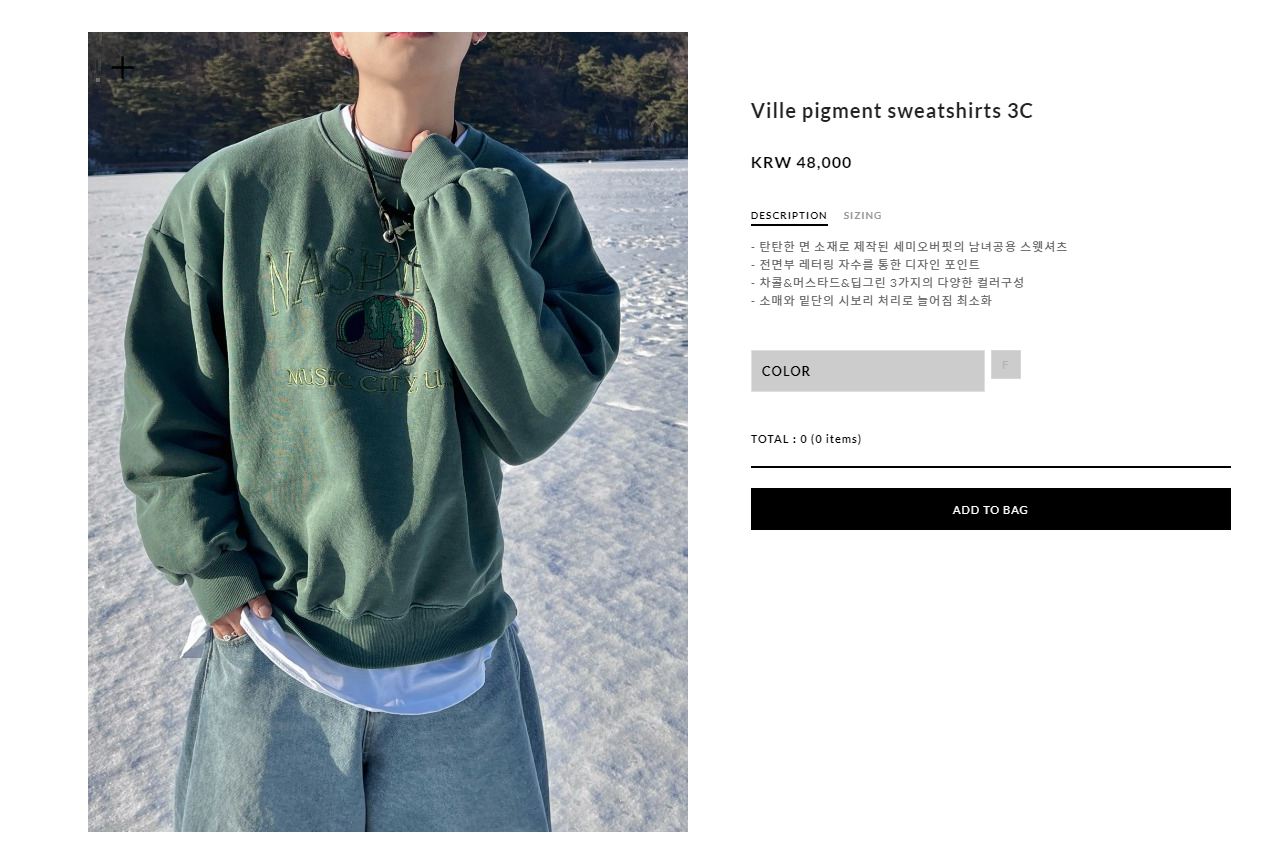 NASHVI
MUSIC CITY U.S
Ville pigment sweatshirts 3C
KRW 48,000
DESCRIPTION SIZING
- 탄탄한 면 소재로 제작된 세미오버핏의 남녀공용 스웻셔츠
- 전면부 레터링 자수를 통한 디자인 포인트
- 차콜&머스타드&딥그린 3가지의 다양한 컬러구성
- 소매와 밑단의 시보리 처리로 늘어짐 최소화
COLOR F
TOTAL : 0 (0 items)
ADD TO BAG